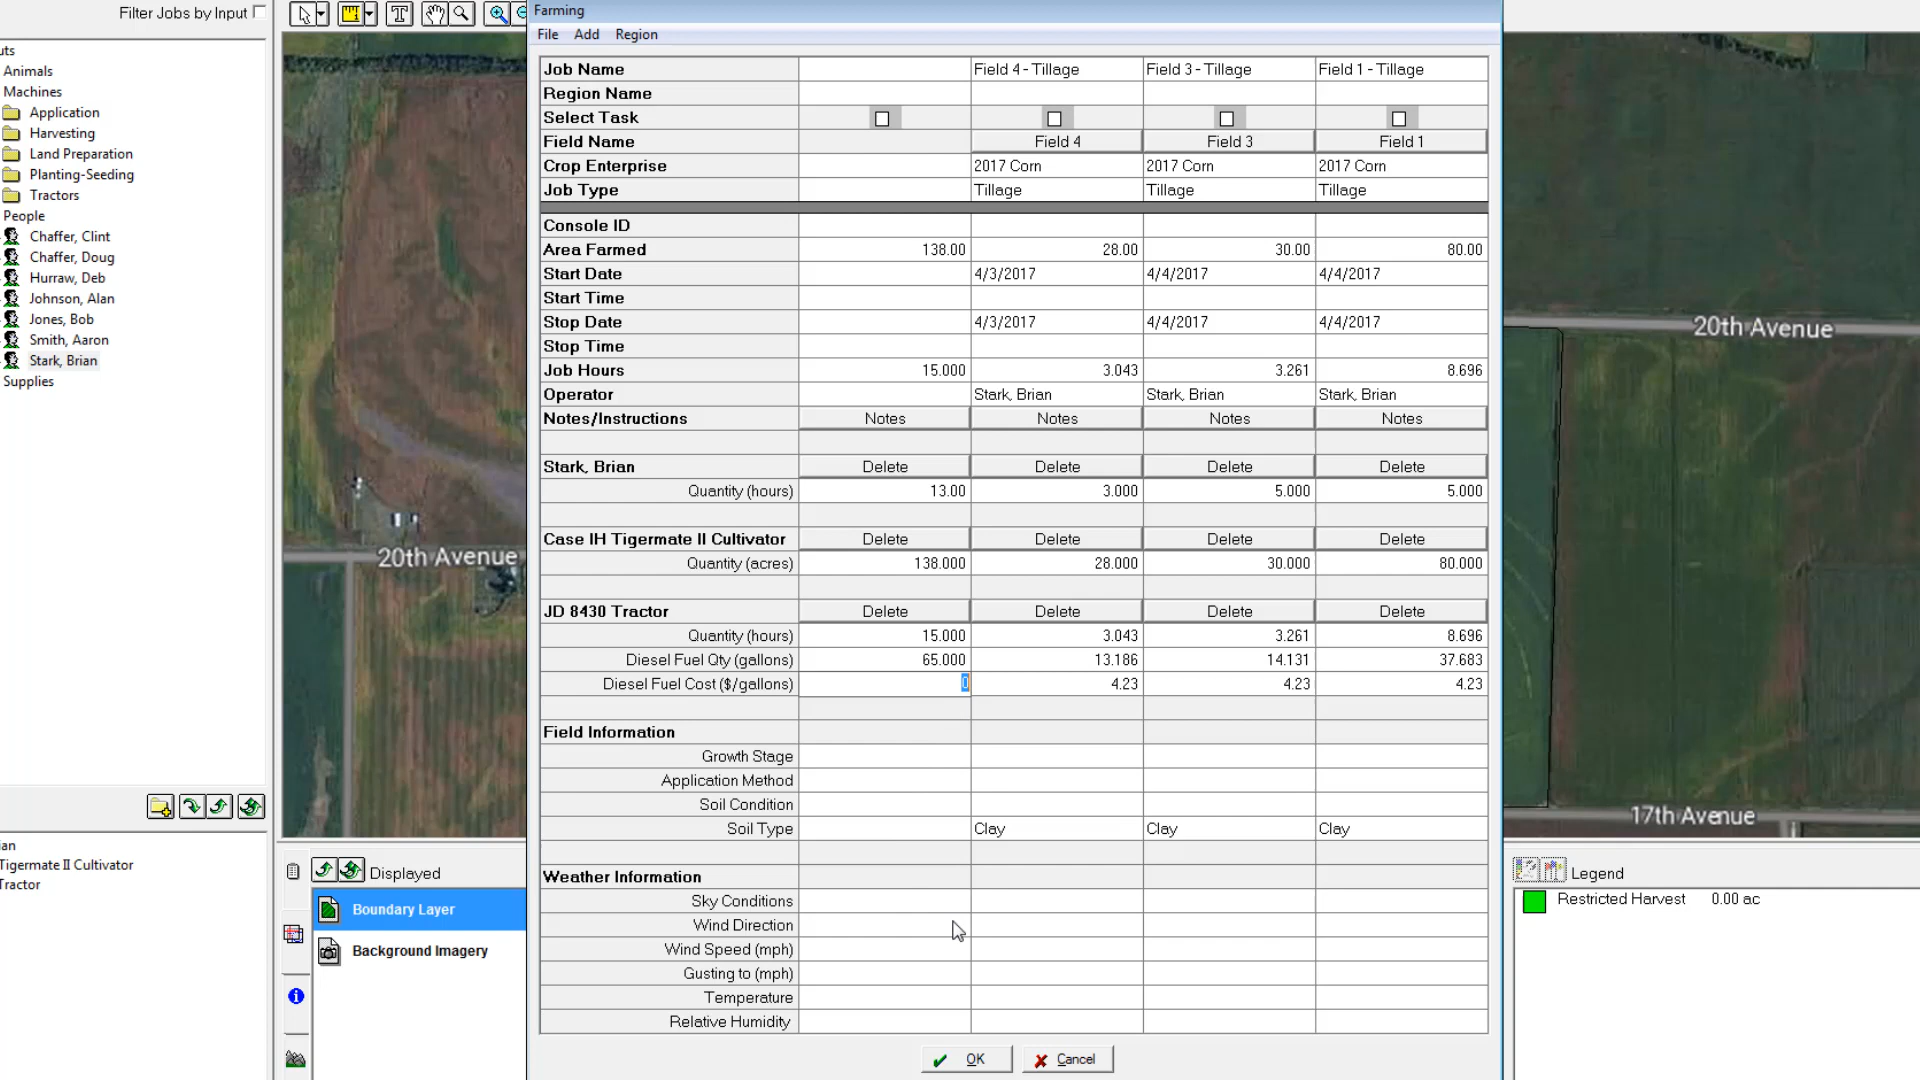 Filter Jobs by Input
uts
Animals
Machines
Application
Harvesting
Land Preparation
Planting-Seeding
Tractors
People
Chaffer, Clint
Chaffer, Doug
Hurraw, Deb
Johnson, Alan
Jones, Bob
Smith, Aaron
Stark, Brian
Supplies
ian
Tigermate II Cultivator
Tractor
20th Avenue
Displayed
Boundary Layer
Background Imagery
Farming
File Add Region
Job Name Field 4 - Tillage Field 3 - Tillage Field 1 - Tillage
Region Name
Select Task
Field Name Field 4 Field 3 Field 1
Crop Enterprise 2017 Corn 2017 Corn 2017 Corn
Job Type Tillage Tillage Tillage
Console ID
Area Farmed 138.00 28.00 30.00 80.00
Start Date 4/3/2017 4/4/2017 4/4/2017
Start Time
Stop Date 4/3/2017 4/4/2017 4/4/2017
Stop Time
Job Hours 15.000 3.043 3.261 8.696
Operator Stark, Brian Stark, Brian Stark, Brian
Notes/Instructions Notes Notes Notes Notes
Stark, Brian Delete Delete Delete Delete
Quantity (hours) 13.00 3.000 5.000 5.000
Case IH Tigermate II Cultivator Delete Delete Delete Delete
Quantity (acres) 138.000 28.000 30.000 80.000
JD 8430 Tractor Delete Delete Delete Delete
Quantity (hours) 15.000 3.043 3.261 8.696
Diesel Fuel Qty (gallons) 65.000 13.186 14.131 37.683
Diesel Fuel Cost ($/gallons) 0 4.23 4.23 4.23
Field Information
Growth Stage
Application Method
Soil Condition
Soil Type Clay Clay Clay
Weather Information
Sky Conditions
Wind Direction
Wind Speed (mph)
Gusting to (mph)
Temperature
Relative Humidity
OK Cancel
20th Avenue
17th Avenue
Legend
Restricted Harvest 0.00 ac